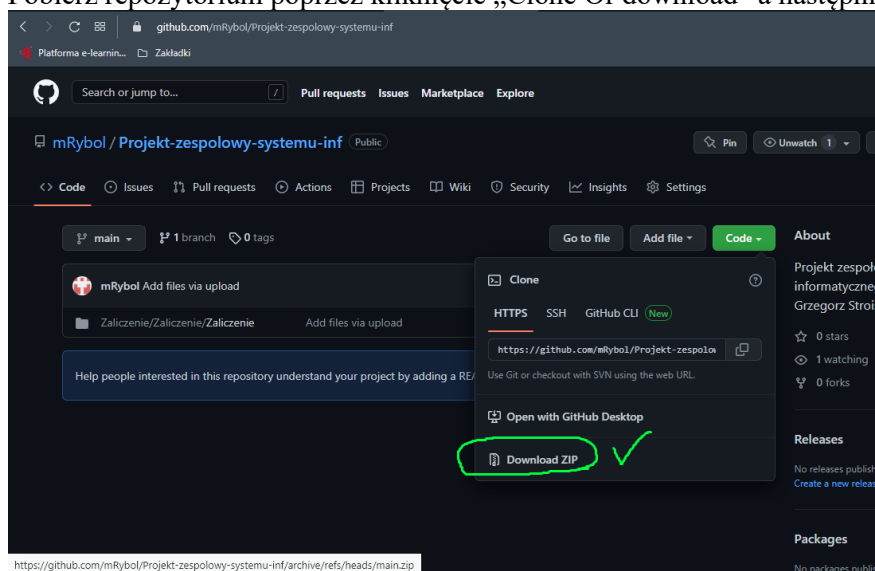 Pobierz repozytorium poprzez kliknięcie „Clone Or download" a następnie
github.com/mRybol/Projekt-zespolowy-systemu-inf
Platforma e-learnin... Zakładki
Search or jump to... / Pull requests Issues Marketplace Explore
mRybol / Projekt-zespolowy-systemu-inf Public Pin Unwatch 1
Code Issues Pull requests Actions Projects Wiki Security Insights Settings
main 1 branch 0 tags Go to file Add file Code About
mRybol Add files via upload
Zaliczenie/Zaliczenie/Zaliczenie Add files via upload
Help people interested in this repository understand your project by adding a RE
Clone
HTTPS SSH GitHub CLI New
https://github.com/mRybol/Projekt-zespolow
Use Git or checkout with SVN using the web URL.
Open with GitHub Desktop
Download ZIP
Projekt zespoł
informatyczne
Grzegorz Strois
0 stars
1 watching
0 forks
Releases
No releases publish
Create a new releas
Packages
No packages publis
https://github.com/mRybol/Projekt-zespolowy-systemu-inf/archive/refs/heads/main.zip